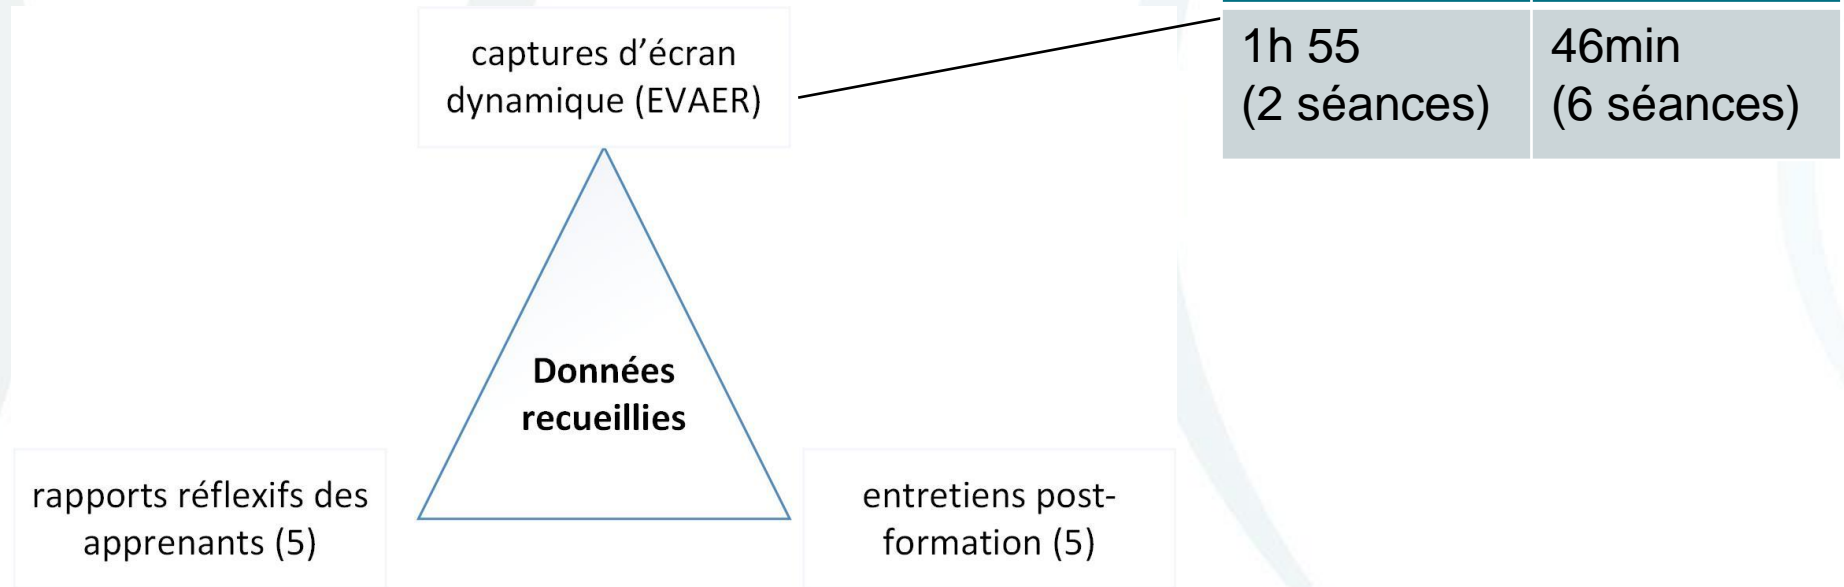 captures d’écran
dynamique (EVAER)
1h 55
(2 séances)
46min
(6 séances)
Données
recueillies
rapports réflexifs des
apprenants (5)
entretiens post-
formation (5)